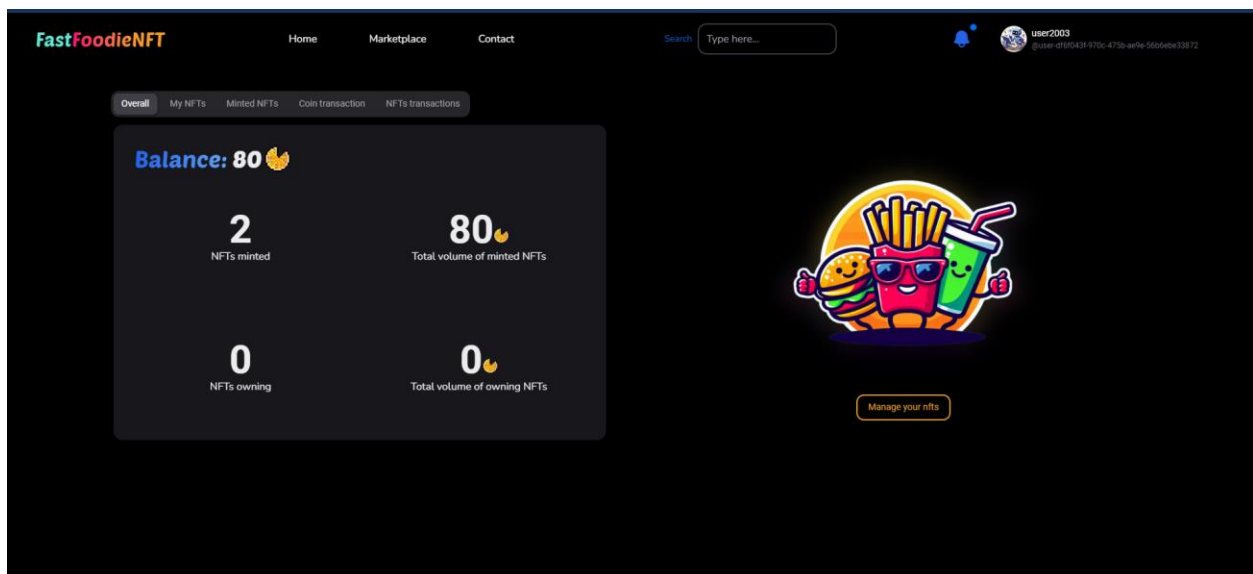 FastFoodieNFT Home Marketplace Contact Search Type here... user2003
@user-df6f043f-970c-475b-ae9e-56b6ebe33872
Overall My NFTs Minted NFTs Coin transaction NFTs transactions
Balance: 80
2 80
NFTs minted Total volume of minted NFTs
0 0
NFTs owning Total volume of owning NFTs
Manage your nfts